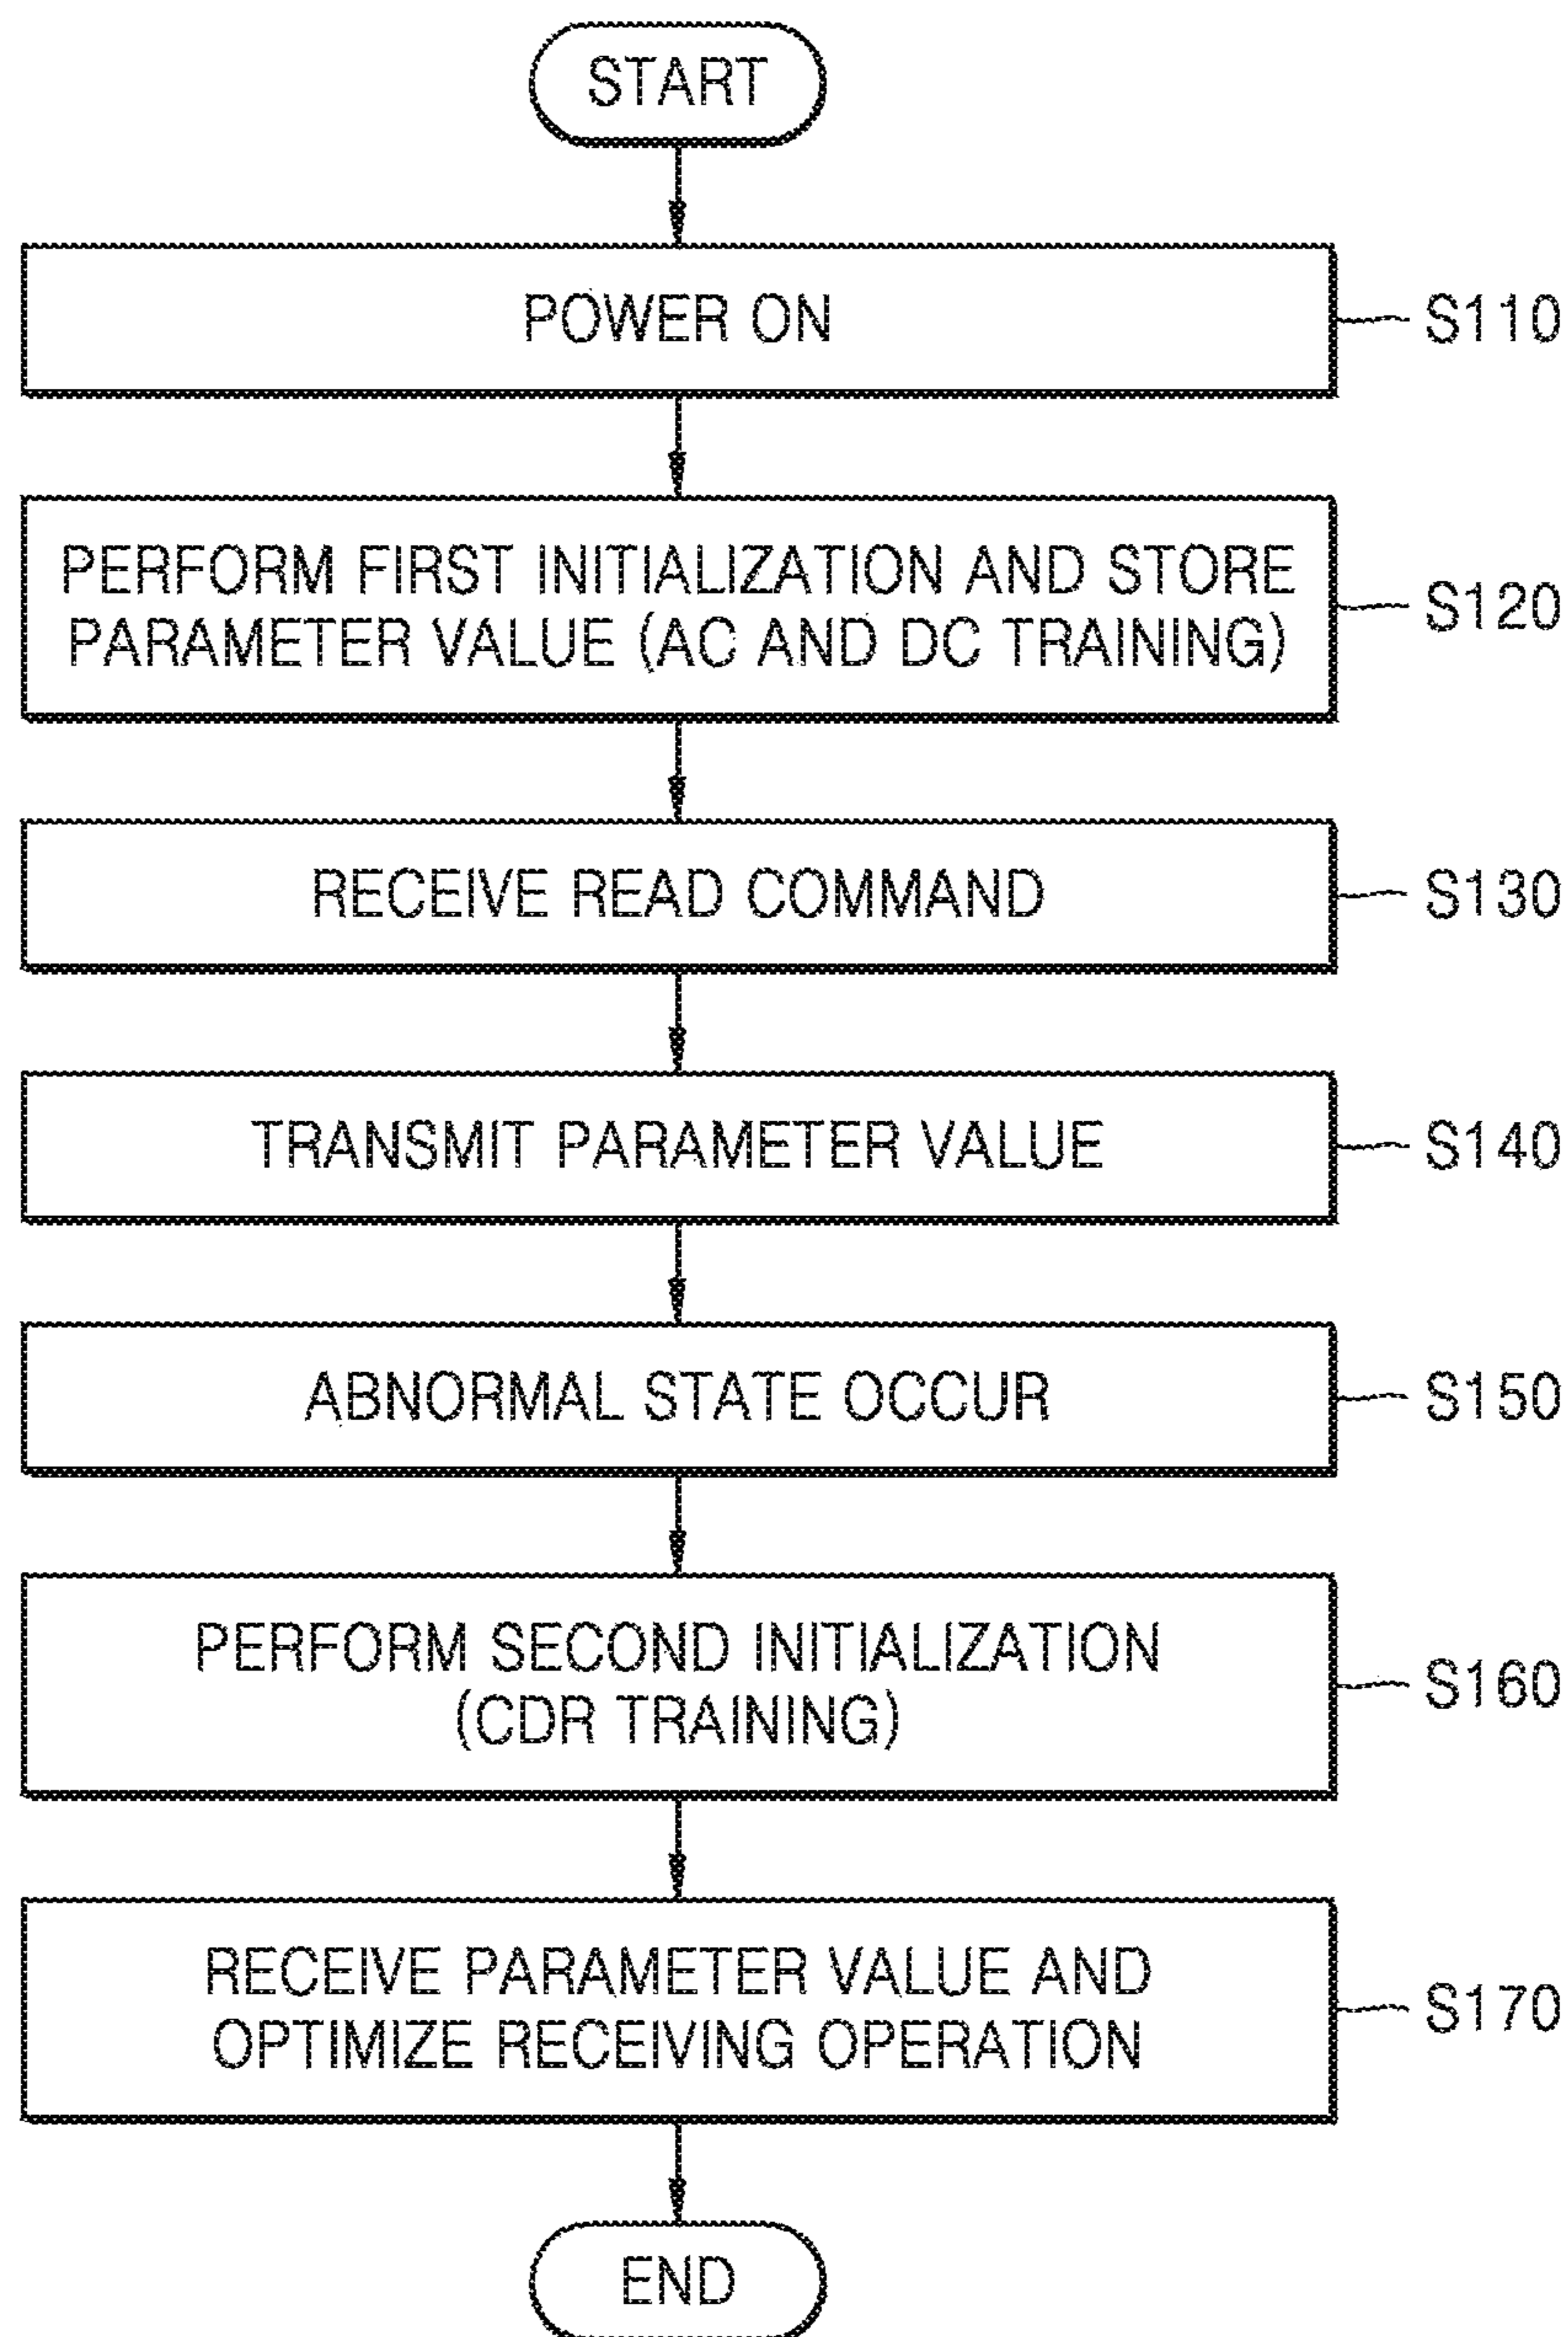 START
POWER ON
S110
PERFORM FIRST INITIALIZATION AND STORE
PARAMETER VALUE (AC AND DC TRAINING)
S120
RECEIVE READ COMMAND
S130
TRANSMIT PARAMETER VALUE
S140
ABNORMAL STATE OCCUR
S150
PERFORM SECOND INITIALIZATION
(CDR TRAINING)
S160
RECEIVE PARAMETER VALUE AND
OPTIMIZE RECEIVING OPERATION
S170
END